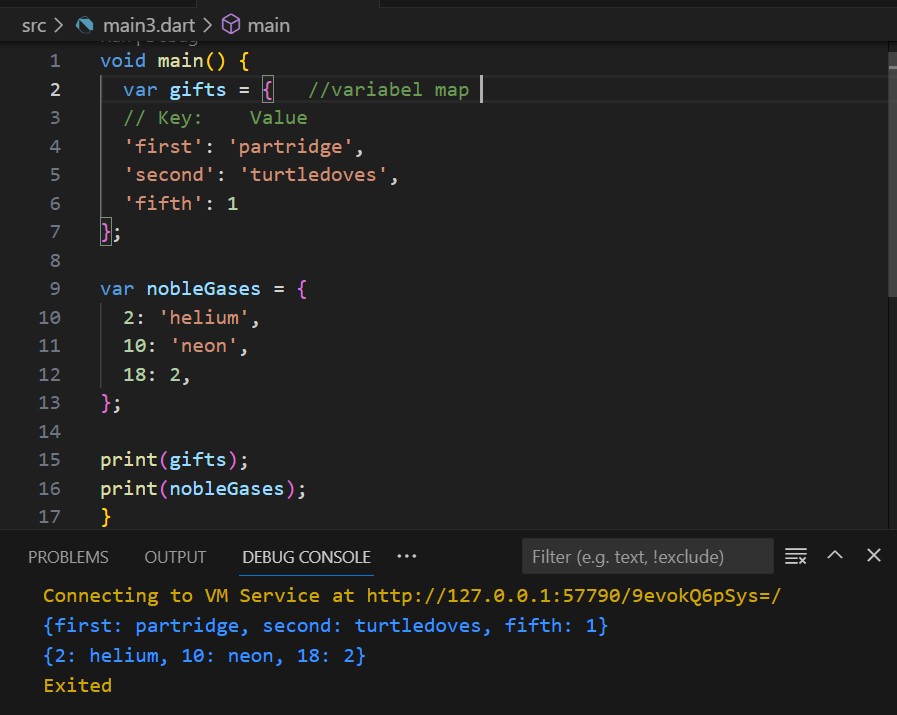 src > main3.dart > main
1 void main() {
2   var gifts = {   //variabel map
3   // Key:    Value
4   'first': 'partridge',
5   'second': 'turtledoves',
6   'fifth': 1
7 };
8
9 var nobleGases = {
10   2: 'helium',
11   10: 'neon',
12   18: 2,
13 };
14
15 print(gifts);
16 print(nobleGases);
17 }
PROBLEMS OUTPUT DEBUG CONSOLE ··· Filter (e.g. text, !exclude)
Connecting to VM Service at http://127.0.0.1:57790/9evokQ6pSys=/
{first: partridge, second: turtledoves, fifth: 1}
{2: helium, 10: neon, 18: 2}
Exited